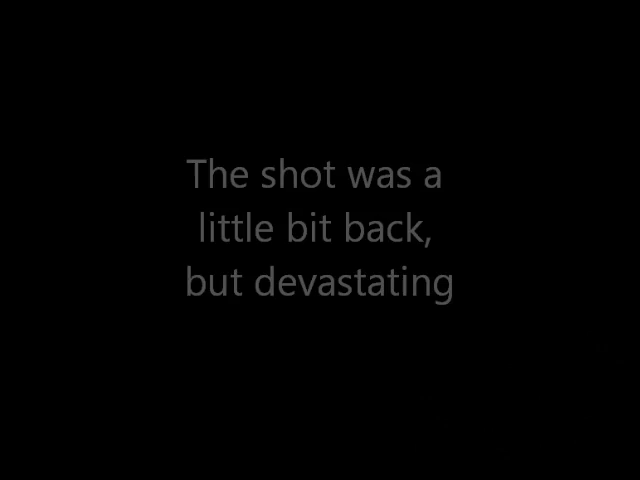 The shot was a
little bit back,
but devastating